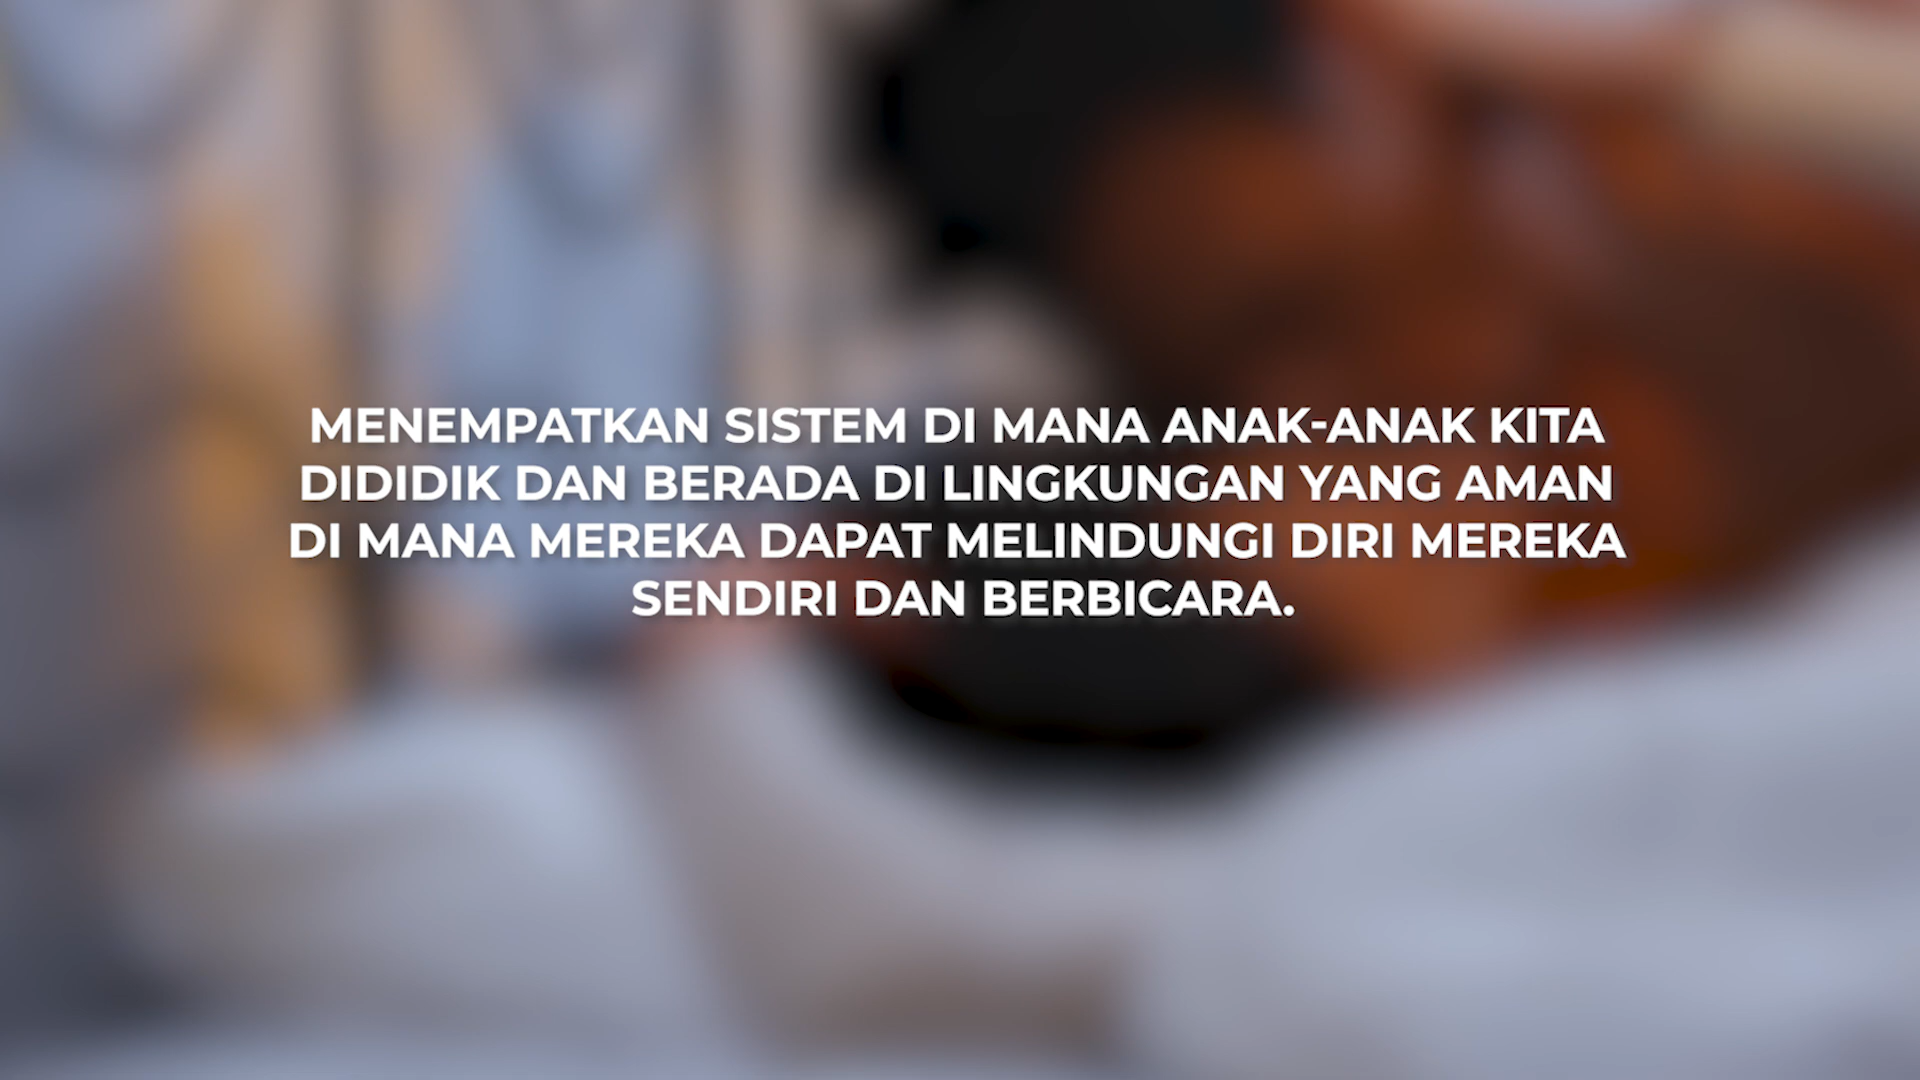 MENEMPATKAN SISTEM DI MANA ANAK-ANAK KITA
DIDIDIK DAN BERADA DI LINGKUNGAN YANG AMAN
DI MANA MEREKA DAPAT MELINDUNGI DIRI MEREKA
SENDIRI DAN BERBICARA.